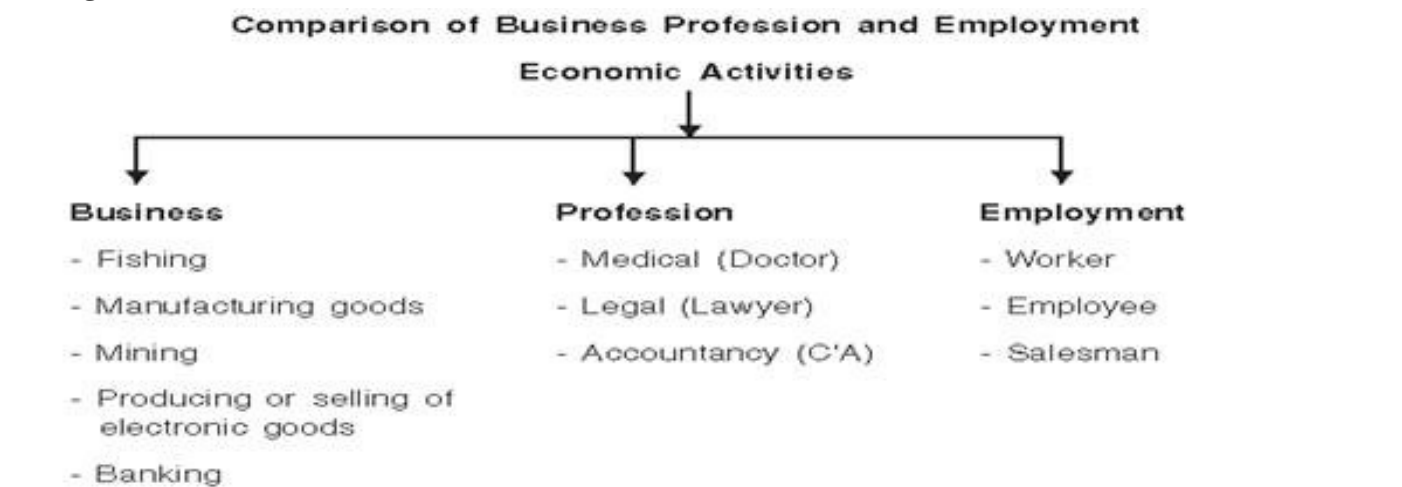 Comparison of Business Profession and Employment
Economic Activities
Business
- Fishing
- Manufacturing goods
- Mining
- Producing or selling of
electronic goods
- Banking
Profession
- Medical (Doctor)
- Legal (Lawyer)
- Accountancy (C'A)
Employment
- Worker
- Employee
- Salesman